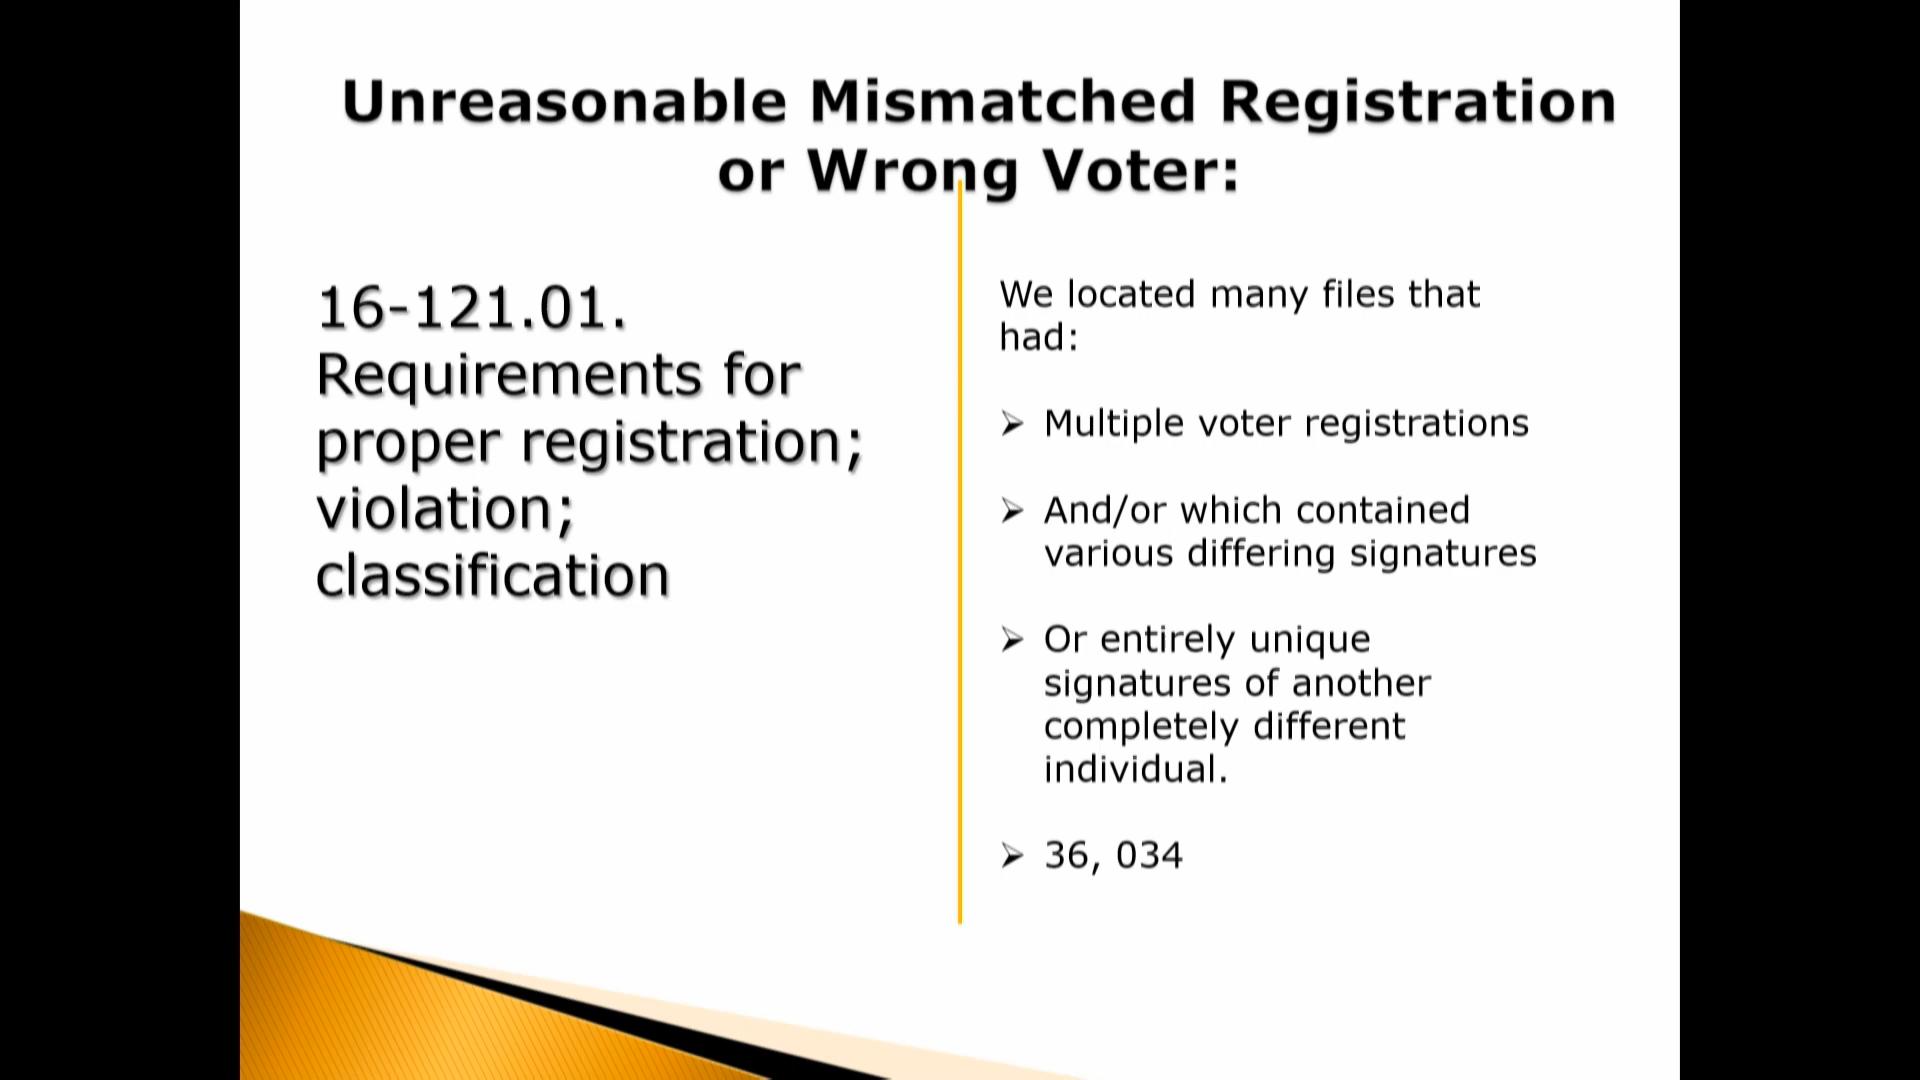 Unreasonable Mismatched Registration
or Wrong Voter:
16-121.01.
Requirements for
proper registration;
violation;
classification
We located many files that
had:
➢ Multiple voter registrations
➢ And/or which contained
various differing signatures
➢ Or entirely unique
signatures of another
completely different
individual.
➢ 36, 034